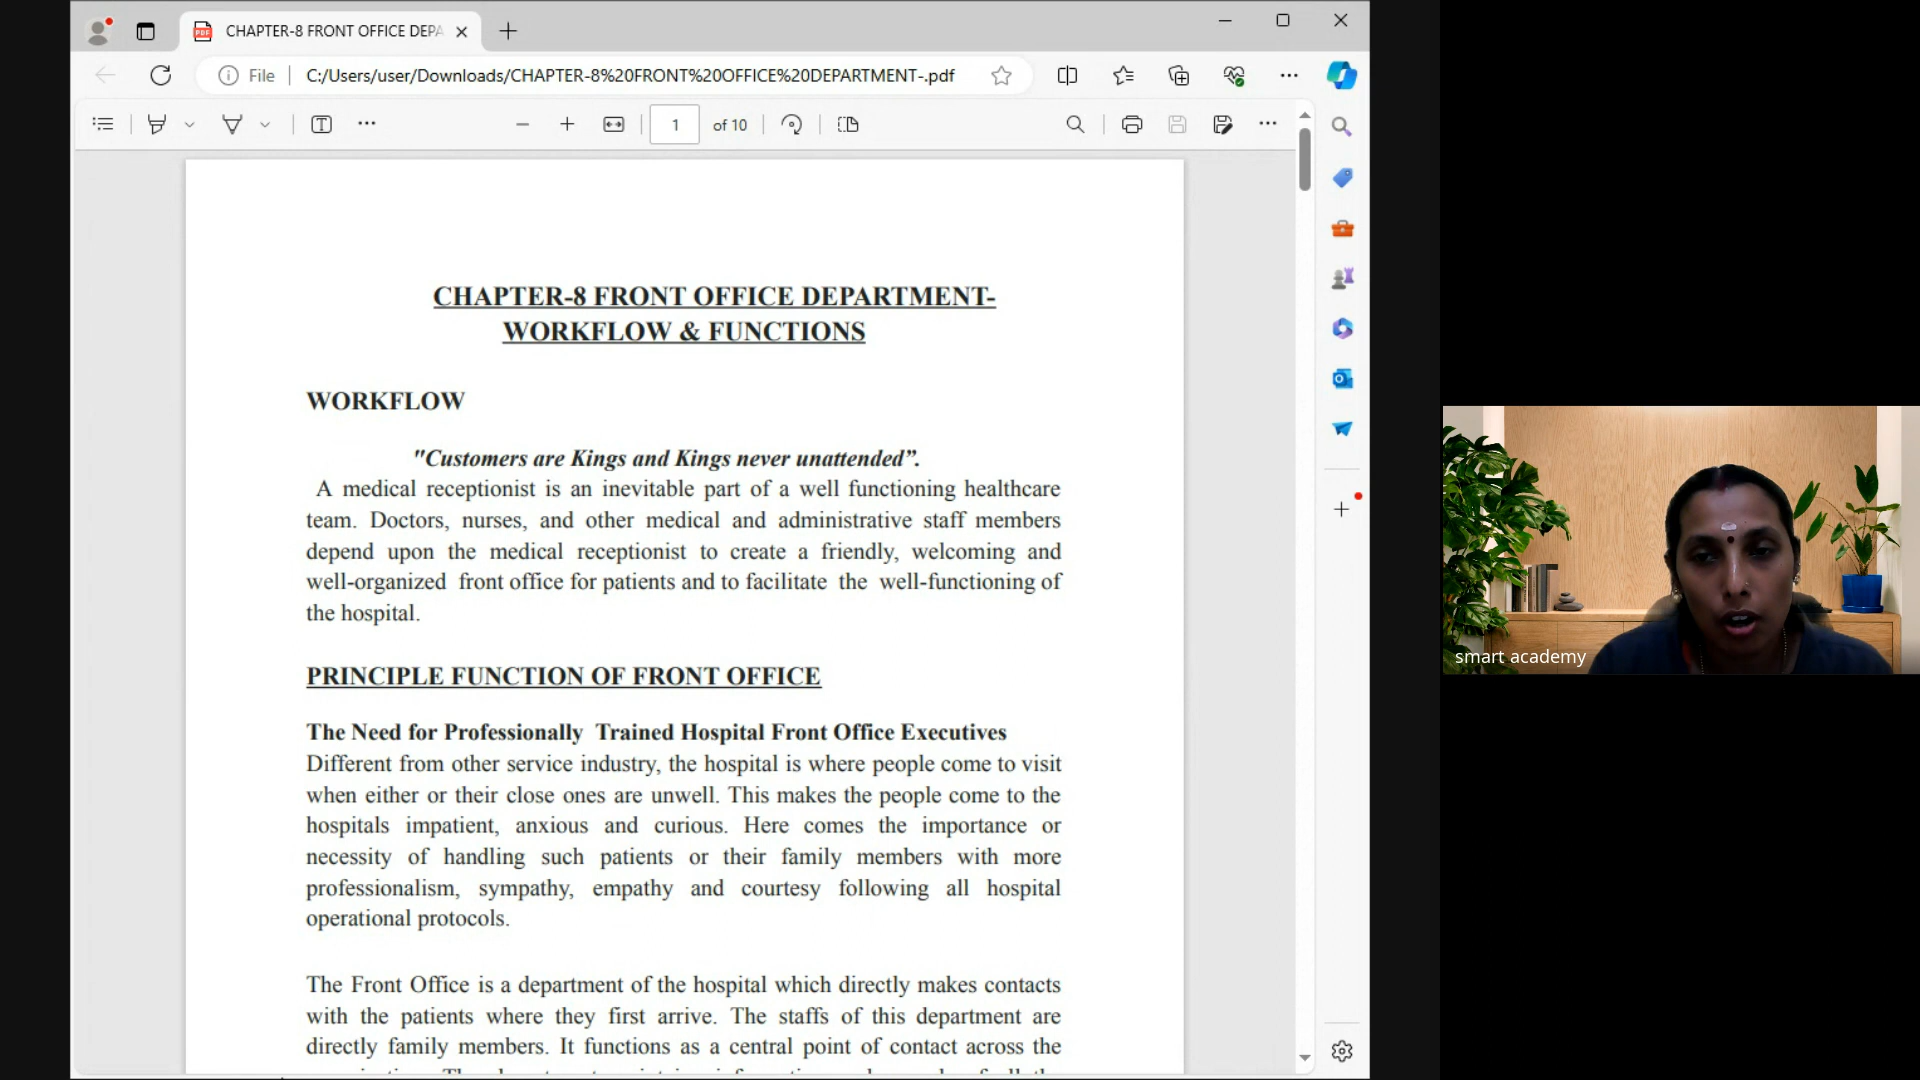 CHAPTER-8 FRONT OFFICE DEPA
File
C:/Users/user/Downloads/CHAPTER-8%20FRONT%20OFFICE%20DEPARTMENT-.pdf
1 of 10
CHAPTER-8 FRONT OFFICE DEPARTMENT-
WORKFLOW & FUNCTIONS
WORKFLOW
"Customers are Kings and Kings never unattended”.
A medical receptionist is an inevitable part of a well functioning healthcare
team. Doctors, nurses, and other medical and administrative staff members
depend upon the medical receptionist to create a friendly, welcoming and
well-organized front office for patients and to facilitate the well-functioning of
the hospital.
PRINCIPLE FUNCTION OF FRONT OFFICE
The Need for Professionally Trained Hospital Front Office Executives
Different from other service industry, the hospital is where people come to visit
when either or their close ones are unwell. This makes the people come to the
hospitals impatient, anxious and curious. Here comes the importance or
necessity of handling such patients or their family members with more
professionalism, sympathy, empathy and courtesy following all hospital
operational protocols.
The Front Office is a department of the hospital which directly makes contacts
with the patients where they first arrive. The staffs of this department are
directly family members. It functions as a central point of contact across the
smart academy